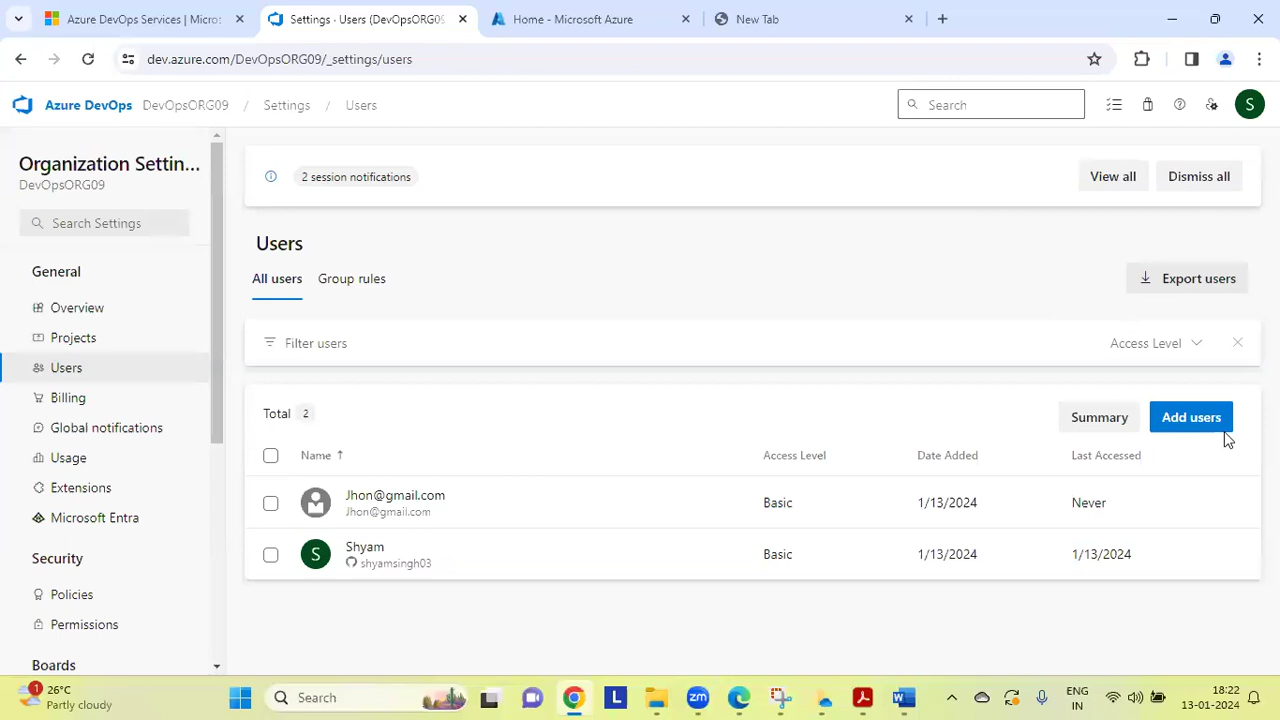 Azure DevOps Services | Micro:
Settings · Users (DevOpsORG09
Home - Microsoft Azure
New Tab
dev.azure.com/DevOpsORG09/_settings/users
Azure DevOps DevOpsORG09 / Settings / Users
Search
S
Organization Settin...
DevOpsORG09
Search Settings
General
Overview
Projects
Users
Billing
Global notifications
Usage
Extensions
Microsoft Entra
Security
Policies
Permissions
Boards
2 session notifications
View all
Dismiss all
Users
All users Group rules
Export users
Filter users
Access Level
Total 2
Summary
Add users
Name ↑ Access Level Date Added Last Accessed
Jhon@gmail.com
Jhon@gmail.com
Basic 1/13/2024 Never
S
Shyam
shyamsingh03
Basic 1/13/2024 1/13/2024
1
26°C
Partly cloudy
Search
L
zm
W
ENG
IN
18:22
13-01-2024